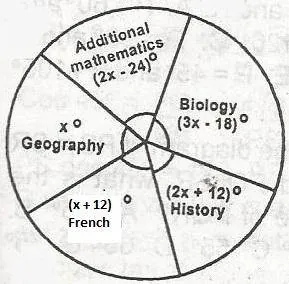 Additional
mathematics
(2x - 24)°
Biology
(3x - 18)°
x°
Geography
(2x + 12)°
History
(x + 12) °
French